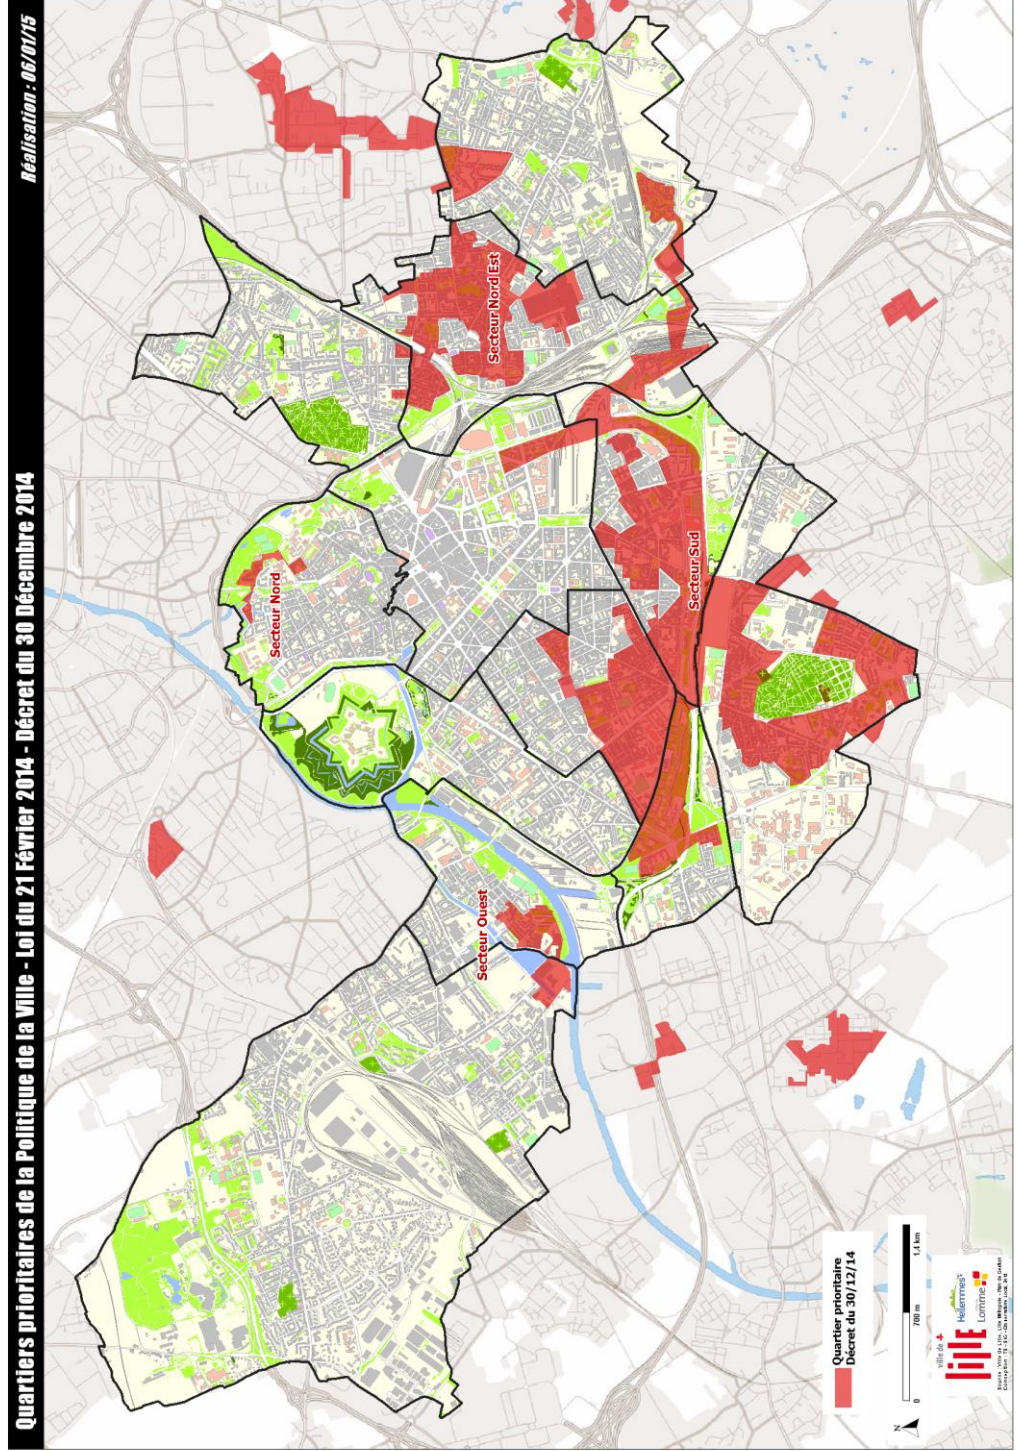 Quartiers prioritaires de la Politique de la Ville - Loi du 21 Février 2014 - Décret du 30 Décembre 2014
Réalisation : 06/01/15
Secteur Nord
Secteur Nord Est
Secteur Ouest
Secteur Sud
Quartier prioritaire
Décret du 30/12/14
N
0 700 m 1,4 km
ville de
lille
Hellemmes
Lomme